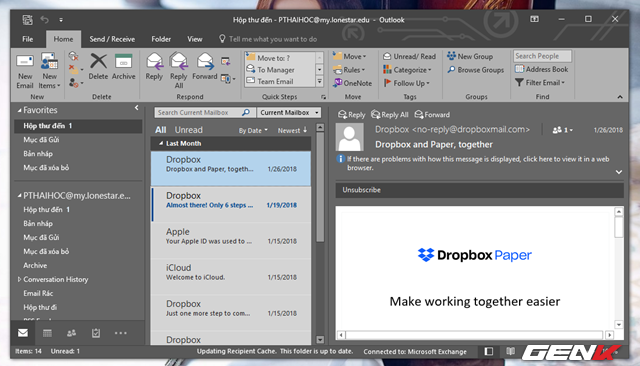 Hộp thư đến - PTHAIHOC@my.lonestar.edu - Outlook
File Home Send / Receive Folder View Tell me what you want to do
New Email New Items Delete Archive Reply Reply All Forward
Move to: ?
To Manager
Team Email
Move
Rules
OneNote
Unread/ Read
Categorize
Follow Up
New Group
Browse Groups
Search People
Address Book
Filter Email
New Delete Respond Quick Steps Move Tags Groups Find
Favorites
Hộp thư đến 1
Mục đã Gửi
Bản nháp
Mục đã xóa bỏ
PTHAIHOC@my.lonestar.e...
Hộp thư đến 1
Bản nháp
Mục đã Gửi
Mục đã xóa bỏ
Archive
Conversation History
Email Rác
Hộp thư đi
Search Current Mailbox Current Mailbox
All Unread By Date Newest
Last Month
Dropbox
Dropbox and Paper, togeth... 1/26/2018
Dropbox
Almost there! Only 6 steps ... 1/19/2018
Apple
Your Apple ID was used to ... 1/15/2018
iCloud
Welcome to iCloud. 1/15/2018
Dropbox
Just one more step to com... 1/15/2018
Dropbox
Reply Reply All Forward
Dropbox <no-reply@dropboxmail.com> 1 1/26/2018
Dropbox and Paper, together
If there are problems with how this message is displayed, click here to view it in a web
browser.
Unsubscribe
Dropbox Paper
Make working together easier
Items: 14 Unread: 1 Updating Recipient Cache. This folder is up to date. Connected to: Microsoft Exchange
GENK